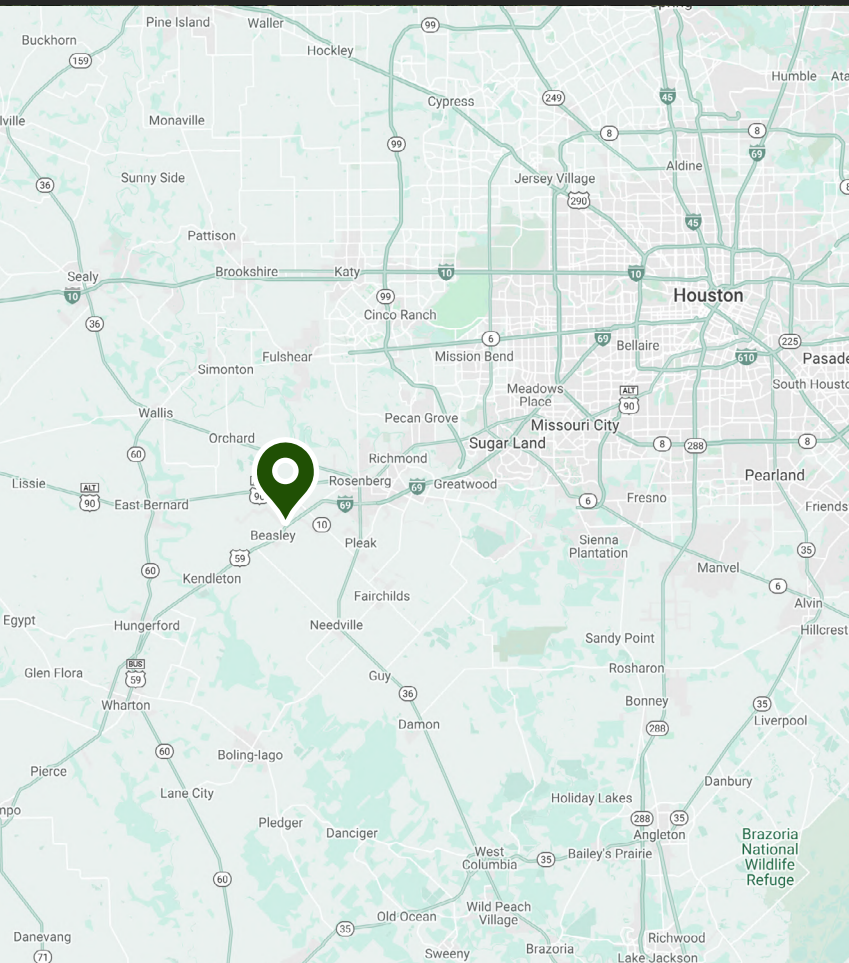 Spring
99
Pine Island
Waller
Buckhorn
Hockley
159
Humble
Cypress
249
45
Monaville
8
8
99
69
Jersey Village
Aldine
Sunny Side
36
290
45
Pattison
Brookshire
Katy
10
10
Sealy
10
99
Houston
Cinco Ranch
36
6
69
Bellaire
225
Fulshear
Mission Bend
610
Simonton
South Housto
Meadows
Place
ALT
90
Wallis
Pecan Grove
Missouri City
Orchard
Sugar Land
8
288
8
60
Richmond
Lissie
ALT
90
Rosenberg
Greatwood
Pearland
69
69
6
Fresno
East Bernard
Friends
10
Beasley
Pleak
Sienna
Plantation
35
59
60
Kendleton
Manvel
6
Fairchilds
Alvin
Egypt
Hungerford
Needville
Hillcrest
Sandy Point
BUS
59
Glen Flora
Guy
Rosharon
36
Wharton
Bonney
35
Damon
288
Liverpool
60
Boling-Iago
Pierce
Danbury
Lane City
Holiday Lakes
288
35
Pledger
Danciger
Angleton
Brazoria
National
Wildlife
Refuge
West
Columbia
35
Bailey's Prairie
60
Wild Peach
Village
Old Ocean
35
Danevang
Richwood
71
Sweeny
Brazoria
Lake Jackson